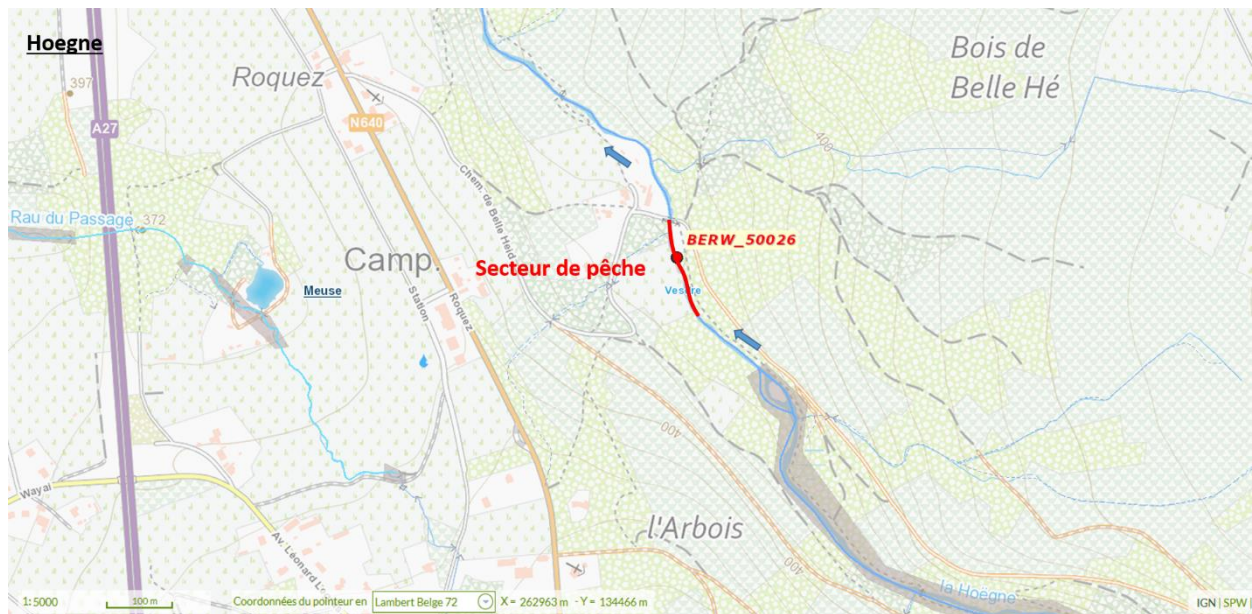 Hoegne
Roquez
397
A27
N640
Bois de
Belle Hé
400
Chem. de Belle Heid
Rau du Passage
372
Camp.
BERW_50026
Secteur de pêche
Meuse
Vesdre
Station
Roquez
400
400
Wayai
Av. Léonard L
l'Arbois
la Hoegne
1: 5000
100 m
Coordonnées du pointeur en
Lambert Belge 72
X = 262963 m - Y = 134466 m
IGN | SPW